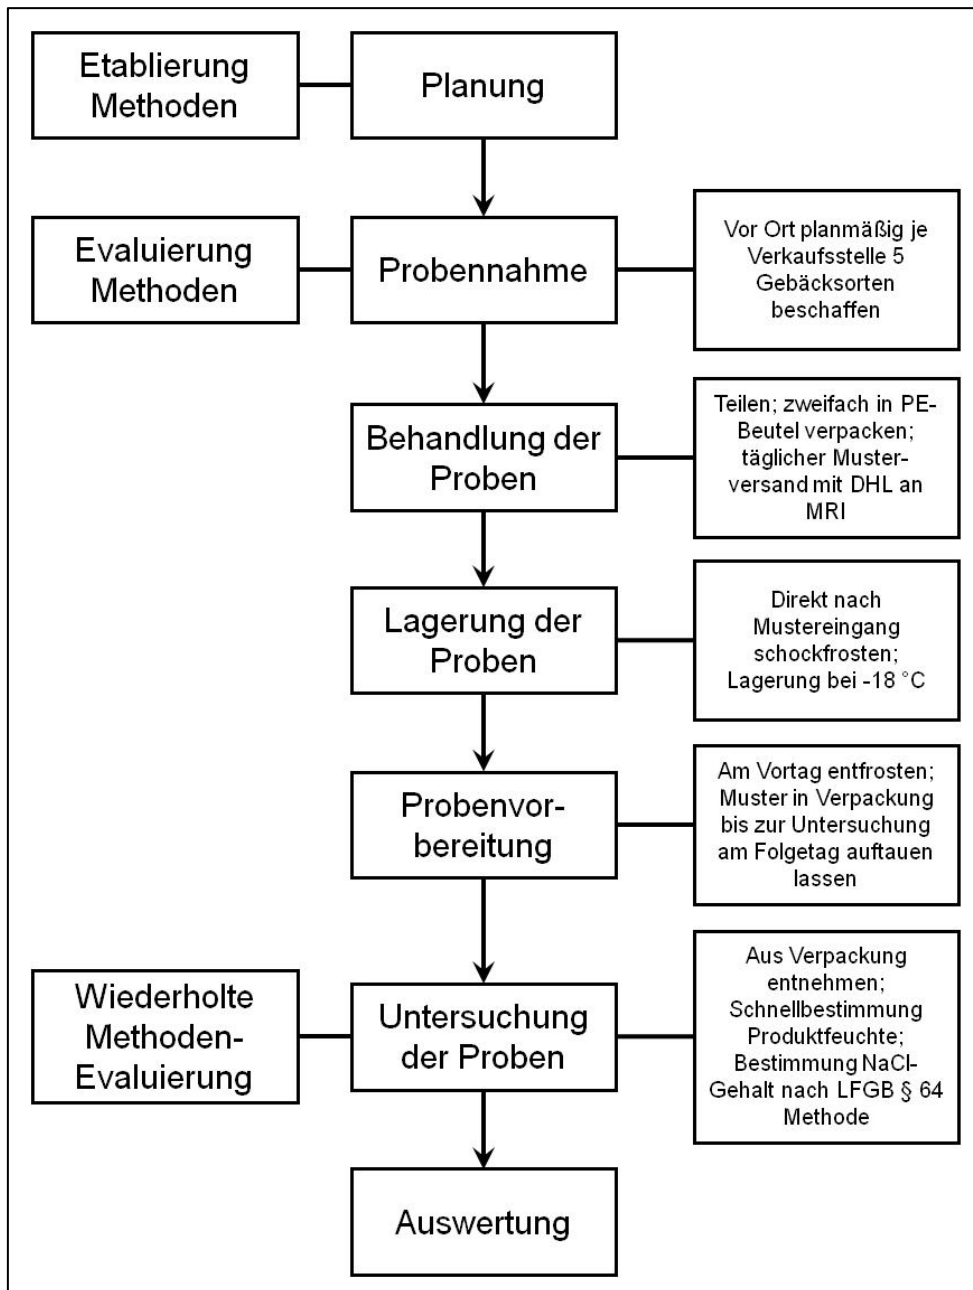 Etablierung
Methoden
Planung
Evaluierung
Methoden
Probennahme
Vor Ort planmäßig je
Verkaufsstelle 5
Gebäcksorten
beschaffen
Behandlung der
Proben
Teilen; zweifach in PE-
Beutel verpacken;
täglicher Muster-
versand mit DHL an
MRI
Lagerung der
Proben
Direkt nach
Mustereingang
schockfrosten;
Lagerung bei -18 °C
Probenvor-
bereitung
Am Vortag entfrosten;
Muster in Verpackung
bis zur Untersuchung
am Folgetag auftauen
lassen
Wiederholte
Methoden-
Evaluierung
Untersuchung
der Proben
Aus Verpackung
entnehmen;
Schnellbestimmung
Produktfeuchte;
Bestimmung NaCl-
Gehalt nach LFGB § 64
Methode
Auswertung